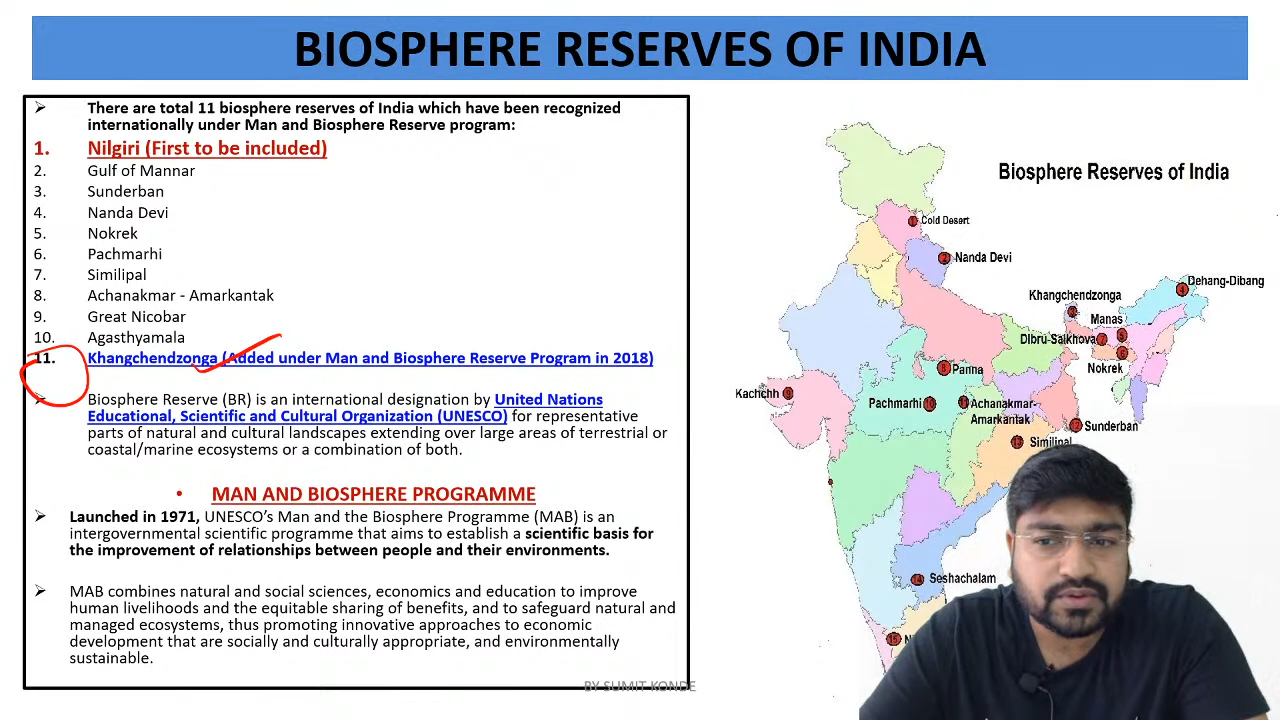 BIOSPHERE RESERVES OF INDIA
There are total 11 biosphere reserves of India which have been recognized
internationally under Man and Biosphere Reserve program:
1. Nilgiri (First to be included)
2. Gulf of Mannar
3. Sunderban
4. Nanda Devi
5. Nokrek
6. Pachmarhi
7. Similipal
8. Achanakmar - Amarkantak
9. Great Nicobar
10. Agasthyamala
11. Khangchendzonga (Added under Man and Biosphere Reserve Program in 2018)
Biosphere Reserve (BR) is an international designation by United Nations
Educational, Scientific and Cultural Organization (UNESCO) for representative
parts of natural and cultural landscapes extending over large areas of terrestrial or
coastal/marine ecosystems or a combination of both.
• MAN AND BIOSPHERE PROGRAMME
Launched in 1971, UNESCO's Man and the Biosphere Programme (MAB) is an
intergovernmental scientific programme that aims to establish a scientific basis for
the improvement of relationships between people and their environments.
MAB combines natural and social sciences, economics and education to improve
human livelihoods and the equitable sharing of benefits, and to safeguard natural and
managed ecosystems, thus promoting innovative approaches to economic
development that are socially and culturally appropriate, and environmentally
sustainable.
BY SUMIT KONDE
Biosphere Reserves of India
Cold Desert
Nanda Devi
Dehang-Dibang
Khangchendzonga
Manas
Dibru-Saikhova
Nokrek
8 Panna
Kachchh 9
Pachmarhi 10
Achanakmar-
Amarkantak
Sunderban
13 Similipal
14 Seshachalam
15